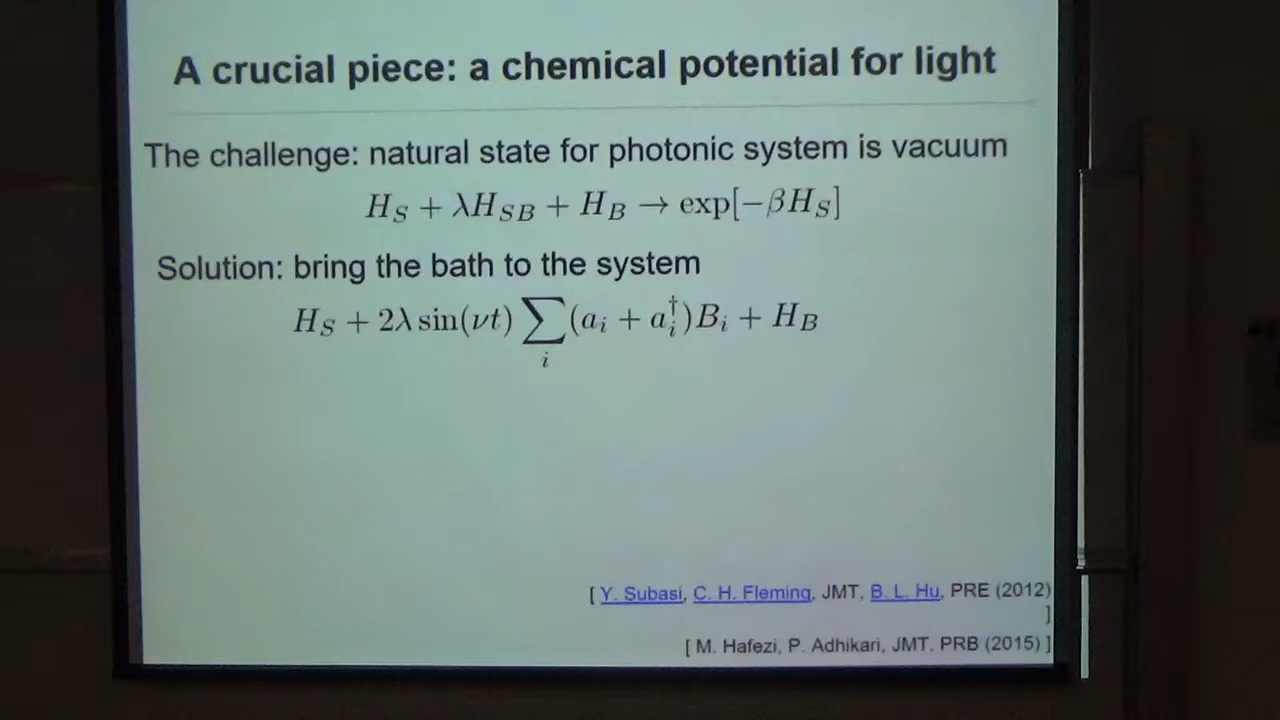 A crucial piece: a chemical potential for light
The challenge: natural state for photonic system is vacuum
H_S + λH_{SB} + H_B → exp[−βH_S]
Solution: bring the bath to the system
H_S + 2λ sin(νt) ∑_i (a_i + a_i^†)B_i + H_B
[ Y. Subasi, C. H. Fleming, JMT, B. L. Hu, PRE (2012)
]
[ M. Hafezi, P. Adhikari, JMT, PRB (2015) ]